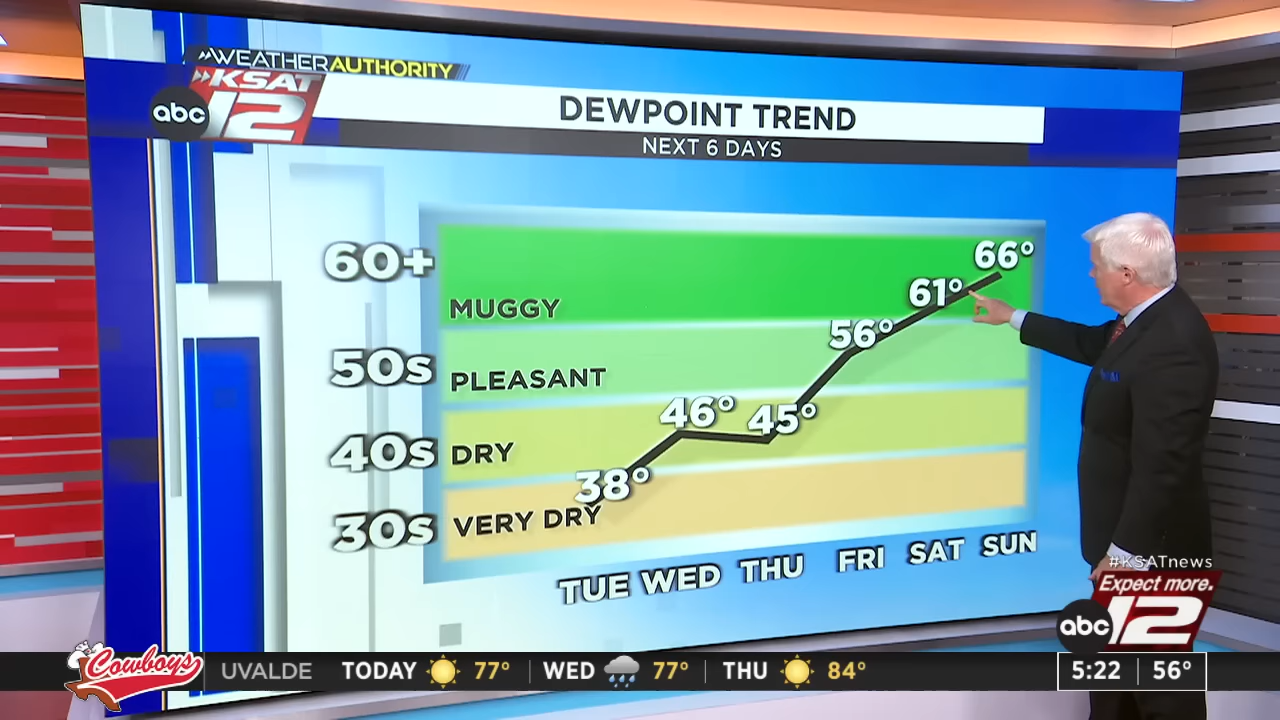 WEATHERAUTHORITY
KSAT
abc 12
DEWPOINT TREND
NEXT 6 DAYS
60+
MUGGY
50s
PLEASANT
40s
DRY
30s
VERY DRY
38°
46°
45°
56°
61°
66°
TUE WED THU FRI SAT SUN
#KSATnews
Expect more.
abc 12
Cowboys UVALDE TODAY 77° WED 77° THU 84° 5:22 56°